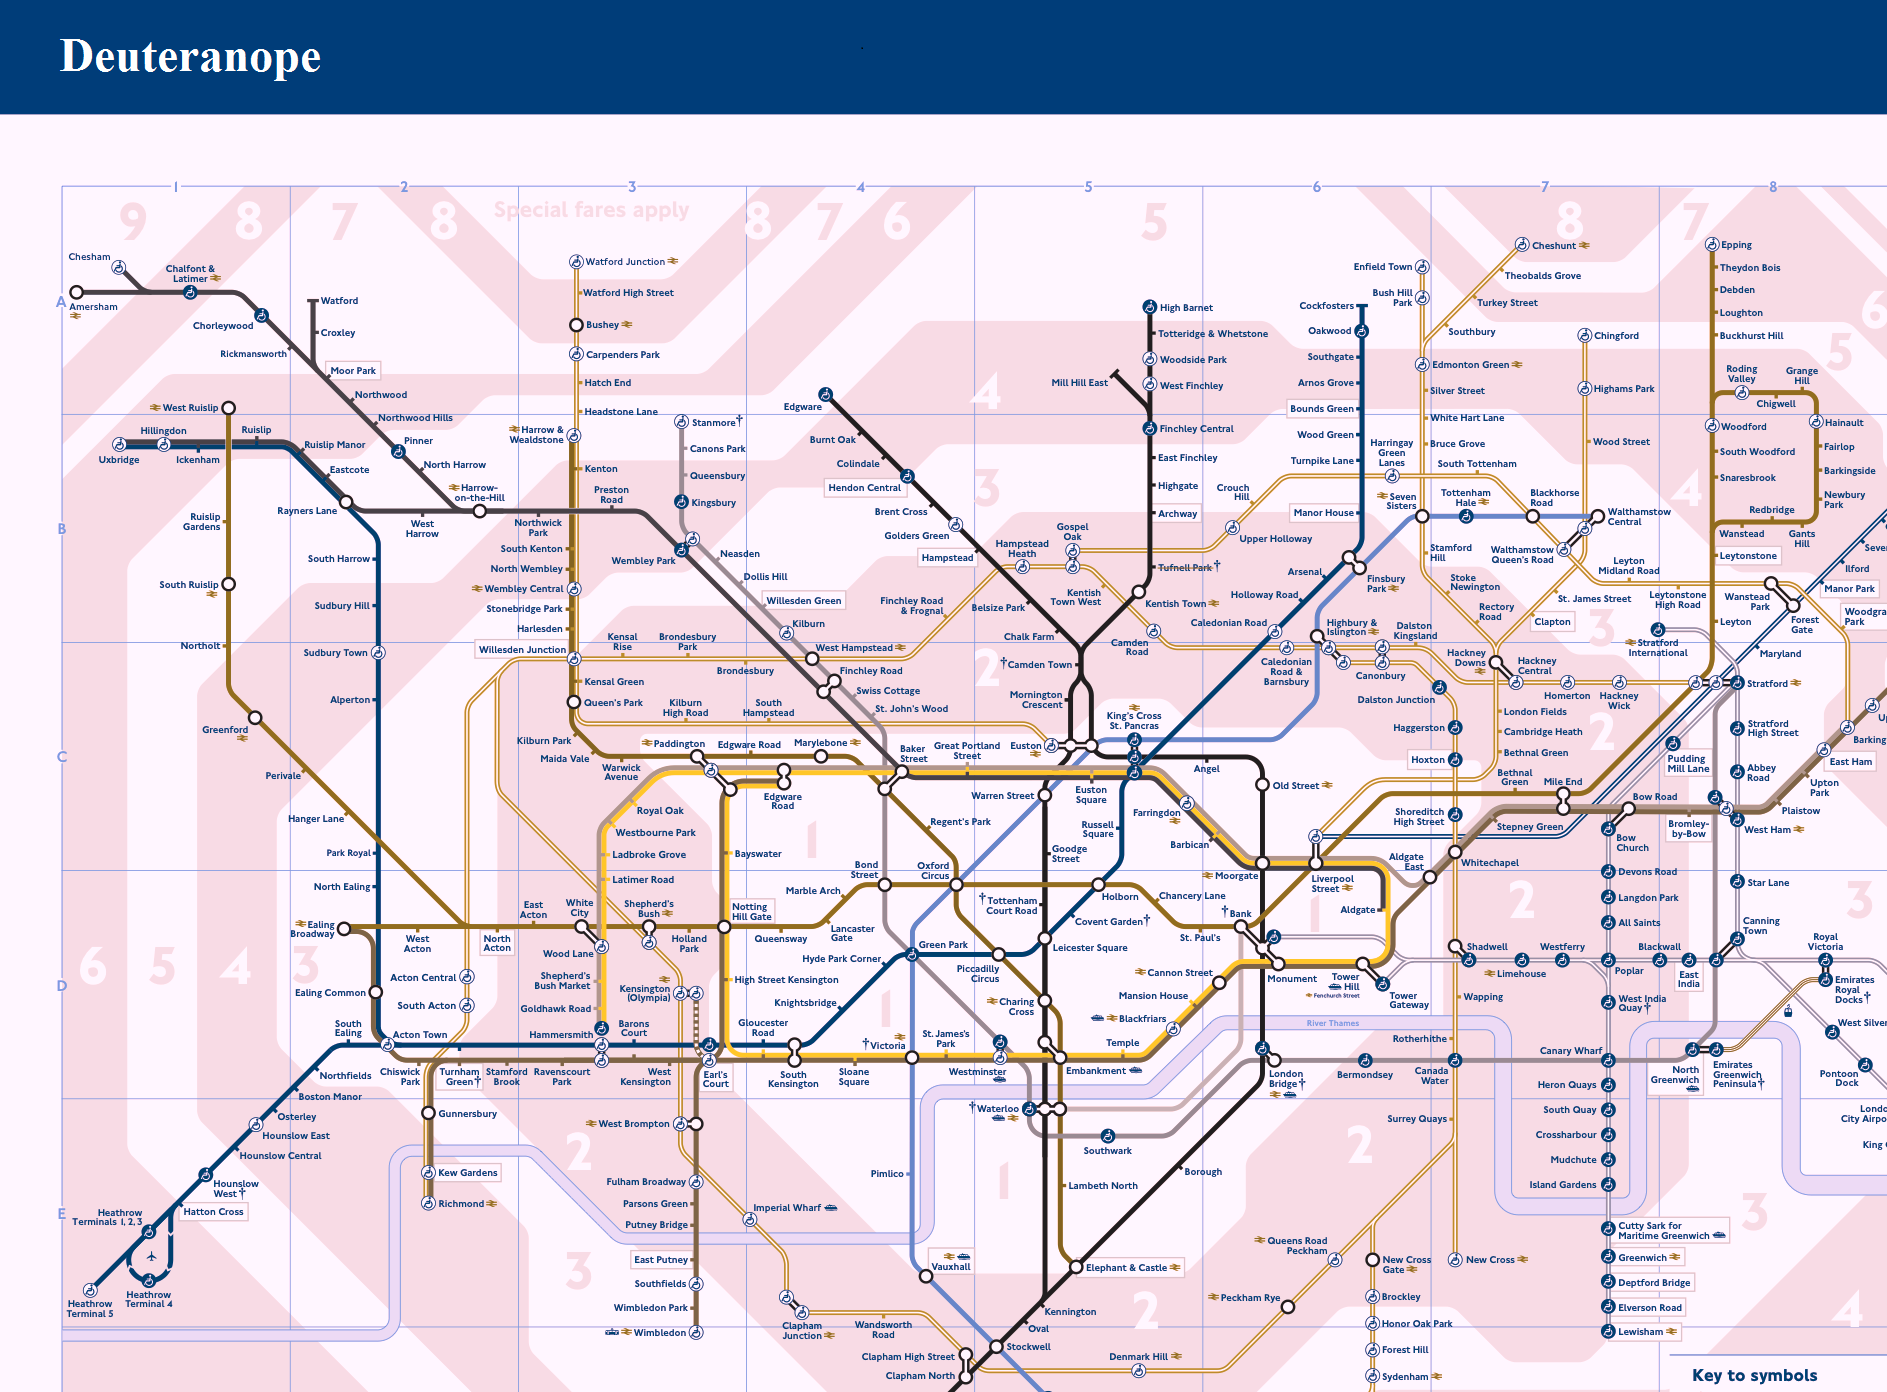 Deuteranope
1
2
3
4
5
6
7
8
9
8
7
8
Special fares apply
8
7
6
5
8
7
6
A
Chesham
Chalfont &
Latimer
Amersham
Chorleywood
Rickmansworth
Watford
Croxley
Moor Park
Northwood
Northwood Hills
Pinner
North Harrow
Harrow-
on-the-Hill
Watford Junction
Watford High Street
Bushey
Carpenders Park
Hatch End
Headstone Lane
Harrow &
Wealdstone
Kenton
Preston
Road
Northwick
Park
South Kenton
North Wembley
Wembley Central
Stonebridge Park
Harlesden
Willesden Junction
Kensal Green
Queen's Park
Kilburn Park
Maida Vale
Warwick
Avenue
Paddington
Edgware Road
Marylebone
Baker
Street
West Ruislip
Hillingdon
Ruislip
Uxbridge
Ickenham
Ruislip Manor
Eastcote
Rayners Lane
West
Harrow
Ruislip
Gardens
South Ruislip
Northolt
Greenford
Perivale
Hanger Lane
South Harrow
Sudbury Hill
Sudbury Town
Alperton
Park Royal
North Ealing
B
C
D
E
Stanmore†
Canons Park
Queensbury
Kingsbury
Wembley Park
Neasden
Dollis Hill
Willesden Green
Kilburn
West Hampstead
Finchley Road
Swiss Cottage
St. John's Wood
Kensal
Rise
Brondesbury
Park
Brondesbury
Kilburn
High Road
South
Hampstead
Finchley Road
& Frognal
Hampstead
Heath
Gospel
Oak
Edgware
Burnt Oak
Colindale
Hendon Central
Brent Cross
Golders Green
Hampstead
Belsize Park
Chalk Farm
†Camden Town
Mornington
Crescent
Euston
High Barnet
Totteridge & Whetstone
Woodside Park
West Finchley
Mill Hill East
Finchley Central
East Finchley
Highgate
Archway
Tufnell Park†
Kentish Town
Kentish
Town West
Camden
Road
Crouch
Hill
Upper Holloway
Cockfosters
Oakwood
Southgate
Arnos Grove
Bounds Green
Wood Green
Turnpike Lane
Manor House
Arsenal
Holloway Road
Caledonian Road
Finsbury
Park
Highbury &
Islington
Caledonian
Road &
Barnsbury
Canonbury
Dalston
Kingsland
Dalston Junction
Haggerston
Hoxton
Shoreditch
High Street
King's Cross
St. Pancras
Angel
Old Street
Enfield Town
Bush Hill
Park
Cheshunt
Theobalds Grove
Turkey Street
Southbury
Edmonton Green
Silver Street
White Hart Lane
Bruce Grove
Harringay
Green
Lanes
South Tottenham
Seven
Sisters
Tottenham
Hale
Blackhorse
Road
Walthamstow
Central
Walthamstow
Queen's Road
Stamford
Hill
Stoke
Newington
Rectory
Road
St. James Street
Clapton
Hackney
Downs
Hackney
Central
Homerton
Hackney
Wick
London Fields
Cambridge Heath
Bethnal Green
Chingford
Highams Park
Wood Street
Leyton
Midland Road
Leytonstone
High Road
Wanstead
Park
Forest
Gate
Manor Park
Ilford
Seve
Woodgra
Park
Maryland
Stratford
Stratford
International
Epping
Theydon Bois
Debden
Loughton
Buckhurst Hill
Roding
Valley
Grange
Hill
Chigwell
Woodford
Hainault
South Woodford
Fairlop
Snaresbrook
Barkingside
Newbury
Park
Redbridge
Wanstead
Gants
Hill
Leytonstone
Leyton
Stratford
High Street
Abbey
Road
Pudding
Mill Lane
Barking
Up
East Ham
Upton
Park
Plaistow
West Ham
Bromley-
by-Bow
Bow Road
Bow
Church
Mile End
Bethnal
Green
Stepney Green
Whitechapel
Aldgate
East
Aldgate
Liverpool
Street
Moorgate
Barbican
Farringdon
Euston
Square
Great Portland
Street
Warren Street
Russell
Square
Goodge
Street
Regent's Park
Edgware
Road
Royal Oak
Westbourne Park
Ladbroke Grove
Latimer Road
Bayswater
Notting
Hill Gate
Bond
Street
Oxford
Circus
Marble Arch
Lancaster
Gate
Queensway
Holland
Park
Shepherd's
Bush
White
City
East
Acton
North
Acton
West
Acton
Ealing
Broadway
Ealing Common
South
Ealing
Acton Town
Acton Central
South Acton
Wood Lane
Shepherd's
Bush Market
Goldhawk Road
Hammersmith
Barons
Court
Kensington
(Olympia)
High Street Kensington
Gloucester
Road
Knightsbridge
Hyde Park Corner
Green Park
Piccadilly
Circus
Leicester Square
Covent Garden†
Holborn
†Tottenham
Court Road
Chancery Lane
St. Paul's
†Bank
Monument
Tower
Hill
Fenchurch Street
Tower
Gateway
Cannon Street
Mansion House
Blackfriars
Temple
Embankment
Charing
Cross
Westminster
St. James's
Park
†Victoria
Sloane
Square
South
Kensington
Earl's
Court
West
Kensington
Ravenscourt
Park
Stamford
Brook
Turnham
Green†
Chiswick
Park
Gunnersbury
Kew Gardens
Richmond
Northfields
Boston Manor
Osterley
Hounslow East
Hounslow Central
Hounslow
West†
Hatton Cross
Heathrow
Terminals 1, 2, 3
Heathrow
Terminal 4
Heathrow
Terminal 5
West Brompton
Fulham Broadway
Parsons Green
Putney Bridge
East Putney
Southfields
Wimbledon Park
Wimbledon
Imperial Wharf
Clapham
Junction
Wandsworth
Road
Clapham High Street
Clapham North
Stockwell
Oval
Kennington
Vauxhall
Pimlico
†Waterloo
Southwark
Lambeth North
Elephant & Castle
Borough
London
Bridge†
Bermondsey
Canada
Water
Rotherhithe
Wapping
Shadwell
Limehouse
Westferry
Poplar
Blackwall
East
India
Canning
Town
Star Lane
Devons Road
Langdon Park
All Saints
West India
Quay†
Canary Wharf
Heron Quays
South Quay
Crossharbour
Mudchute
Island Gardens
Cutty Sark for
Maritime Greenwich
Greenwich
Deptford Bridge
Elverson Road
Lewisham
Royal
Victoria
Emirates
Royal
Docks†
West Silver
Pontoon
Dock
Londo
City Airpo
King
North
Greenwich
Emirates
Greenwich
Peninsula†
River Thames
Surrey Quays
Queens Road
Peckham
Peckham Rye
Denmark Hill
New Cross
Gate
New Cross
Brockley
Honor Oak Park
Forest Hill
Sydenham
4
3
2
1
1
1
1
2
3
2
2
2
3
4
5
3
2
3
4
6
5
4
3
2
3
Key to symbols